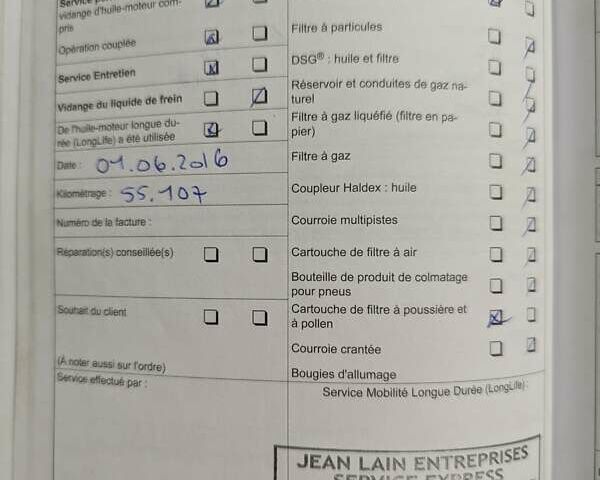 Service
vidange d'huile-moteur com-
pris
Opération couplée
Service Entretien
Vidange du liquide de frein
De l'huile-moteur longue du-
rée (LongLife) a été utilisée
Date : 01.06.2016
Kilométrage : 55.107
Numéro de la facture :
Réparation(s) conseillée(s)
Souhait du client
(À noter aussi sur l'ordre)
Service effectué par :
Filtre à particules
DSG® : huile et filtre
Réservoir et conduites de gaz na-
turel
Filtre à gaz liquéfié (filtre en pa-
pier)
Filtre à gaz
Coupleur Haldex : huile
Courroie multipistes
Cartouche de filtre à air
Bouteille de produit de colmatage
pour pneus
Cartouche de filtre à poussière et
à pollen
Courroie crantée
Bougies d'allumage
Service Mobilité Longue Durée (LongLife) :
JEAN LAIN ENTREPRISES
SERVICE EXPRESS